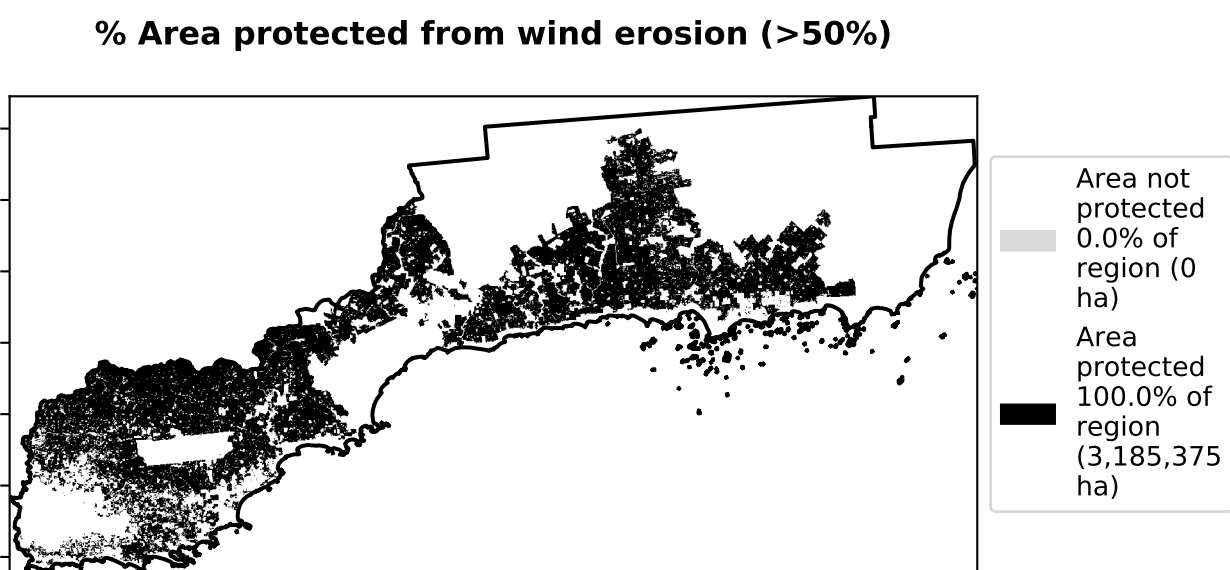 % Area protected from wind erosion (>50%)
Area not
protected
0.0% of
region (0
ha)
Area
protected
100.0% of
region
(3,185,375
ha)